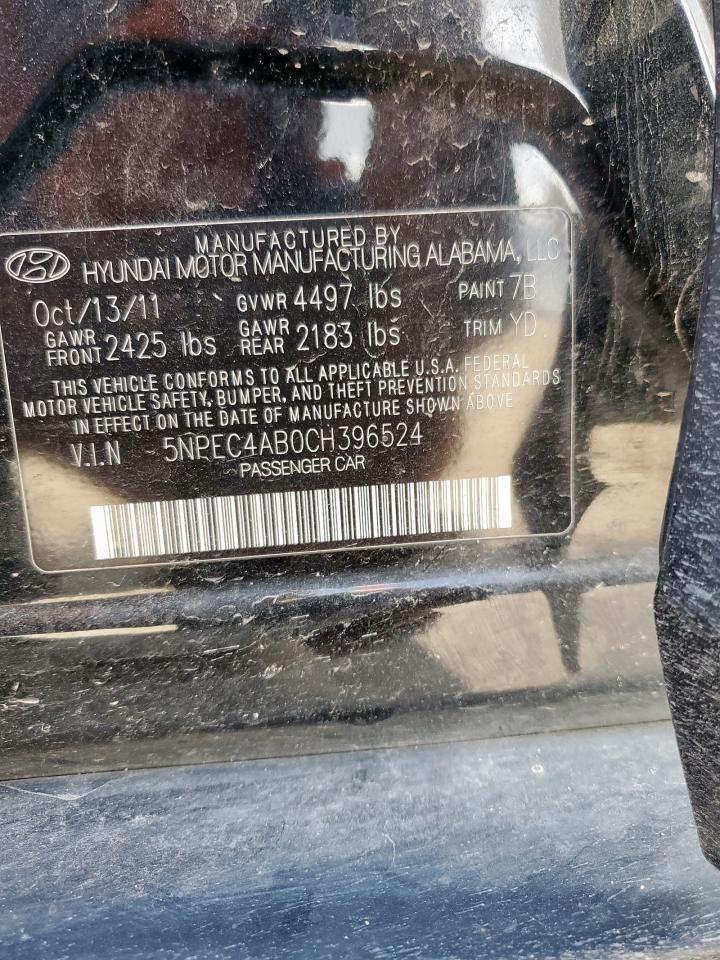 MANUFACTURED BY
HYUNDAI MOTOR MANUFACTURING ALABAMA, LLC
Oct/13/11 GVWR 4497 lbs PAINT 7B
GAWR FRONT 2425 lbs GAWR REAR 2183 lbs TRIM YD
THIS VEHICLE CONFORMS TO ALL APPLICABLE U.S.A. FEDERAL
MOTOR VEHICLE SAFETY, BUMPER, AND THEFT PREVENTION STANDARDS
IN EFFECT ON THE DATE OF MANUFACTURE SHOWN ABOVE
V.I.N 5NPEC4AB0CH396524
PASSENGER CAR